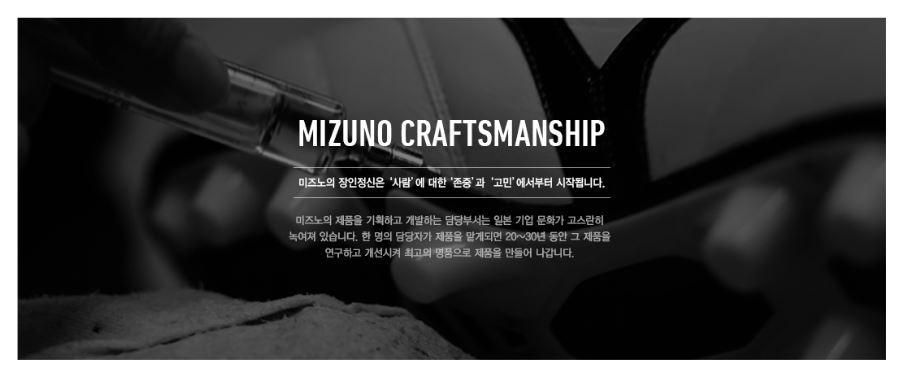 MIZUNO CRAFTSMANSHIP
미즈노의 장인정신은 '사람'에 대한 '존중'과 '고민'에서부터 시작됩니다.
미즈노의 제품을 기획하고 개발하는 담당부서는 일본 기업 문화가 고스란히
녹여져 있습니다. 한 명의 담당자가 제품을 맡게되면 20~30년 동안 그 제품을
연구하고 개선시켜 최고의 명품으로 제품을 만들어 나갑니다.